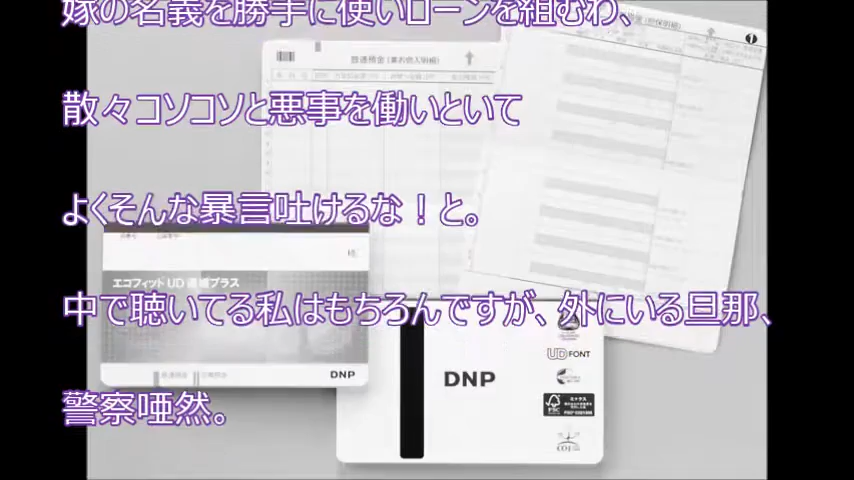 嫁の名義を勝手に使いローンを組むわ、
散々コソコソと悪事を働いといて
よくそんな暴言吐けるな！と。
エコフィット UD 通帳プラス
中で聴いてる私はもちろんですが、外にいる旦那、
UD FONT
DNP
DNP
FSC
警察唖然。